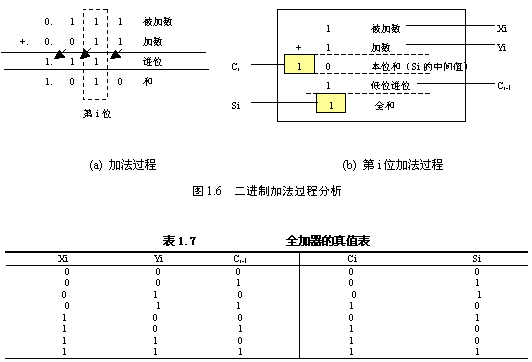 0. 1 1 1 被加数
+. 0. 0 1 1 加数
1. 1 1 进位
1. 0 1 0 和
第 i 位
1 被加数 Xi
+ 1 加数 Yi
Ci 1 0 本位和（Si 的中间值）
1 低位进位 Ci-1
Si 1 全和
(a) 加法过程
(b) 第 i 位加法过程
图 1.6 二进制加法过程分析
表 1.7 全加器的真值表
Xi Yi Ci-1 Ci Si
0 0 0 0 0
0 0 1 0 1
0 1 0 0 1
0 1 1 1 0
1 0 0 0 1
1 0 1 1 0
1 1 0 1 0
1 1 1 1 1